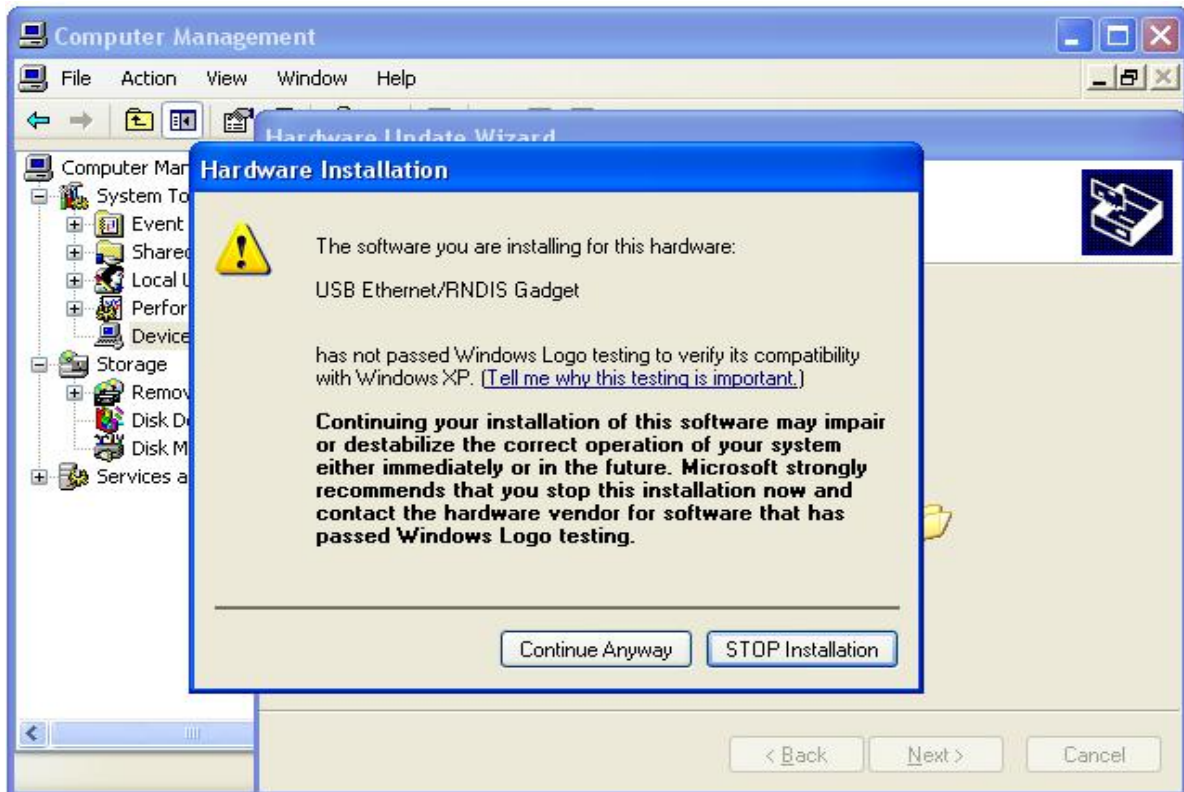 Computer Management
File Action View Window Help
Hardware Update Wizard
Hardware Installation
Computer Mar
System To
Event
Shared
Local U
Perfor
Device
Storage
Remov
Disk De
Disk M
Services a
The software you are installing for this hardware:
USB Ethernet/RNDIS Gadget
has not passed Windows Logo testing to verify its compatibility
with Windows XP. (Tell me why this testing is important.)
Continuing your installation of this software may impair
or destabilize the correct operation of your system
either immediately or in the future. Microsoft strongly
recommends that you stop this installation now and
contact the hardware vendor for software that has
passed Windows Logo testing.
Continue Anyway STOP Installation
< Back Next > Cancel